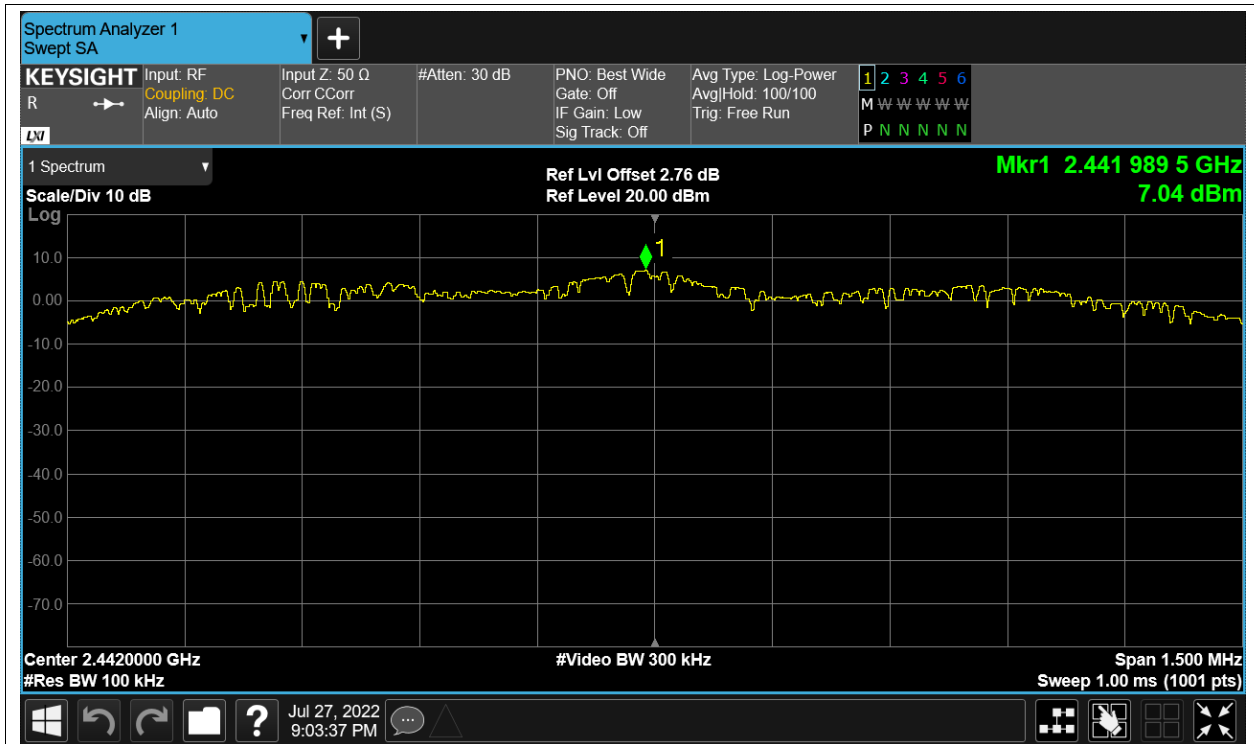 Spectrum Analyzer 1
Swept SA
KEYSIGHT
R
LXI
Input: RF
Coupling: DC
Align: Auto
Input Z: 50 Ω
Corr CCorr
Freq Ref: Int (S)
#Atten: 30 dB
PNO: Best Wide
Gate: Off
IF Gain: Low
Sig Track: Off
Avg Type: Log-Power
Avg|Hold: 100/100
Trig: Free Run
1 2 3 4 5 6
M W W W W W
P N N N N N
1 Spectrum
Scale/Div 10 dB
Log
Ref Lvl Offset 2.76 dB
Ref Level 20.00 dBm
Mkr1 2.441 989 5 GHz
7.04 dBm
1
10.0
0.00
-10.0
-20.0
-30.0
-40.0
-50.0
-60.0
-70.0
Center 2.4420000 GHz
#Res BW 100 kHz
#Video BW 300 kHz
Span 1.500 MHz
Sweep 1.00 ms (1001 pts)
?
Jul 27, 2022
9:03:37 PM